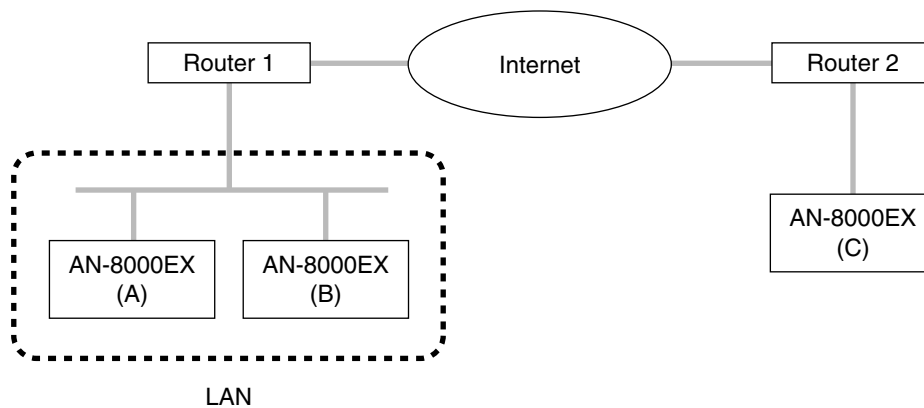 Router 1
Internet
Router 2
AN-8000EX
(A)
AN-8000EX
(B)
AN-8000EX
(C)
LAN